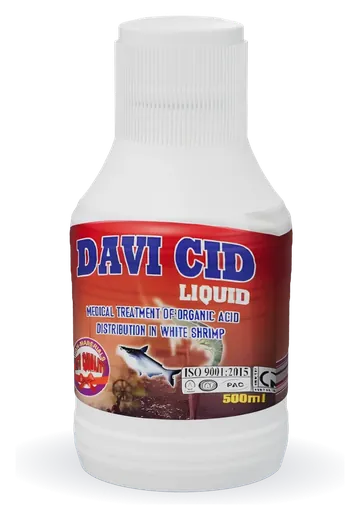 DAVI CID
LIQUID
MEDICAL TREATMENT OF ORGANIC ACID
DISTRIBUTION IN WHITE SHRIMP
ISO 9001:2015
PAC
500ml